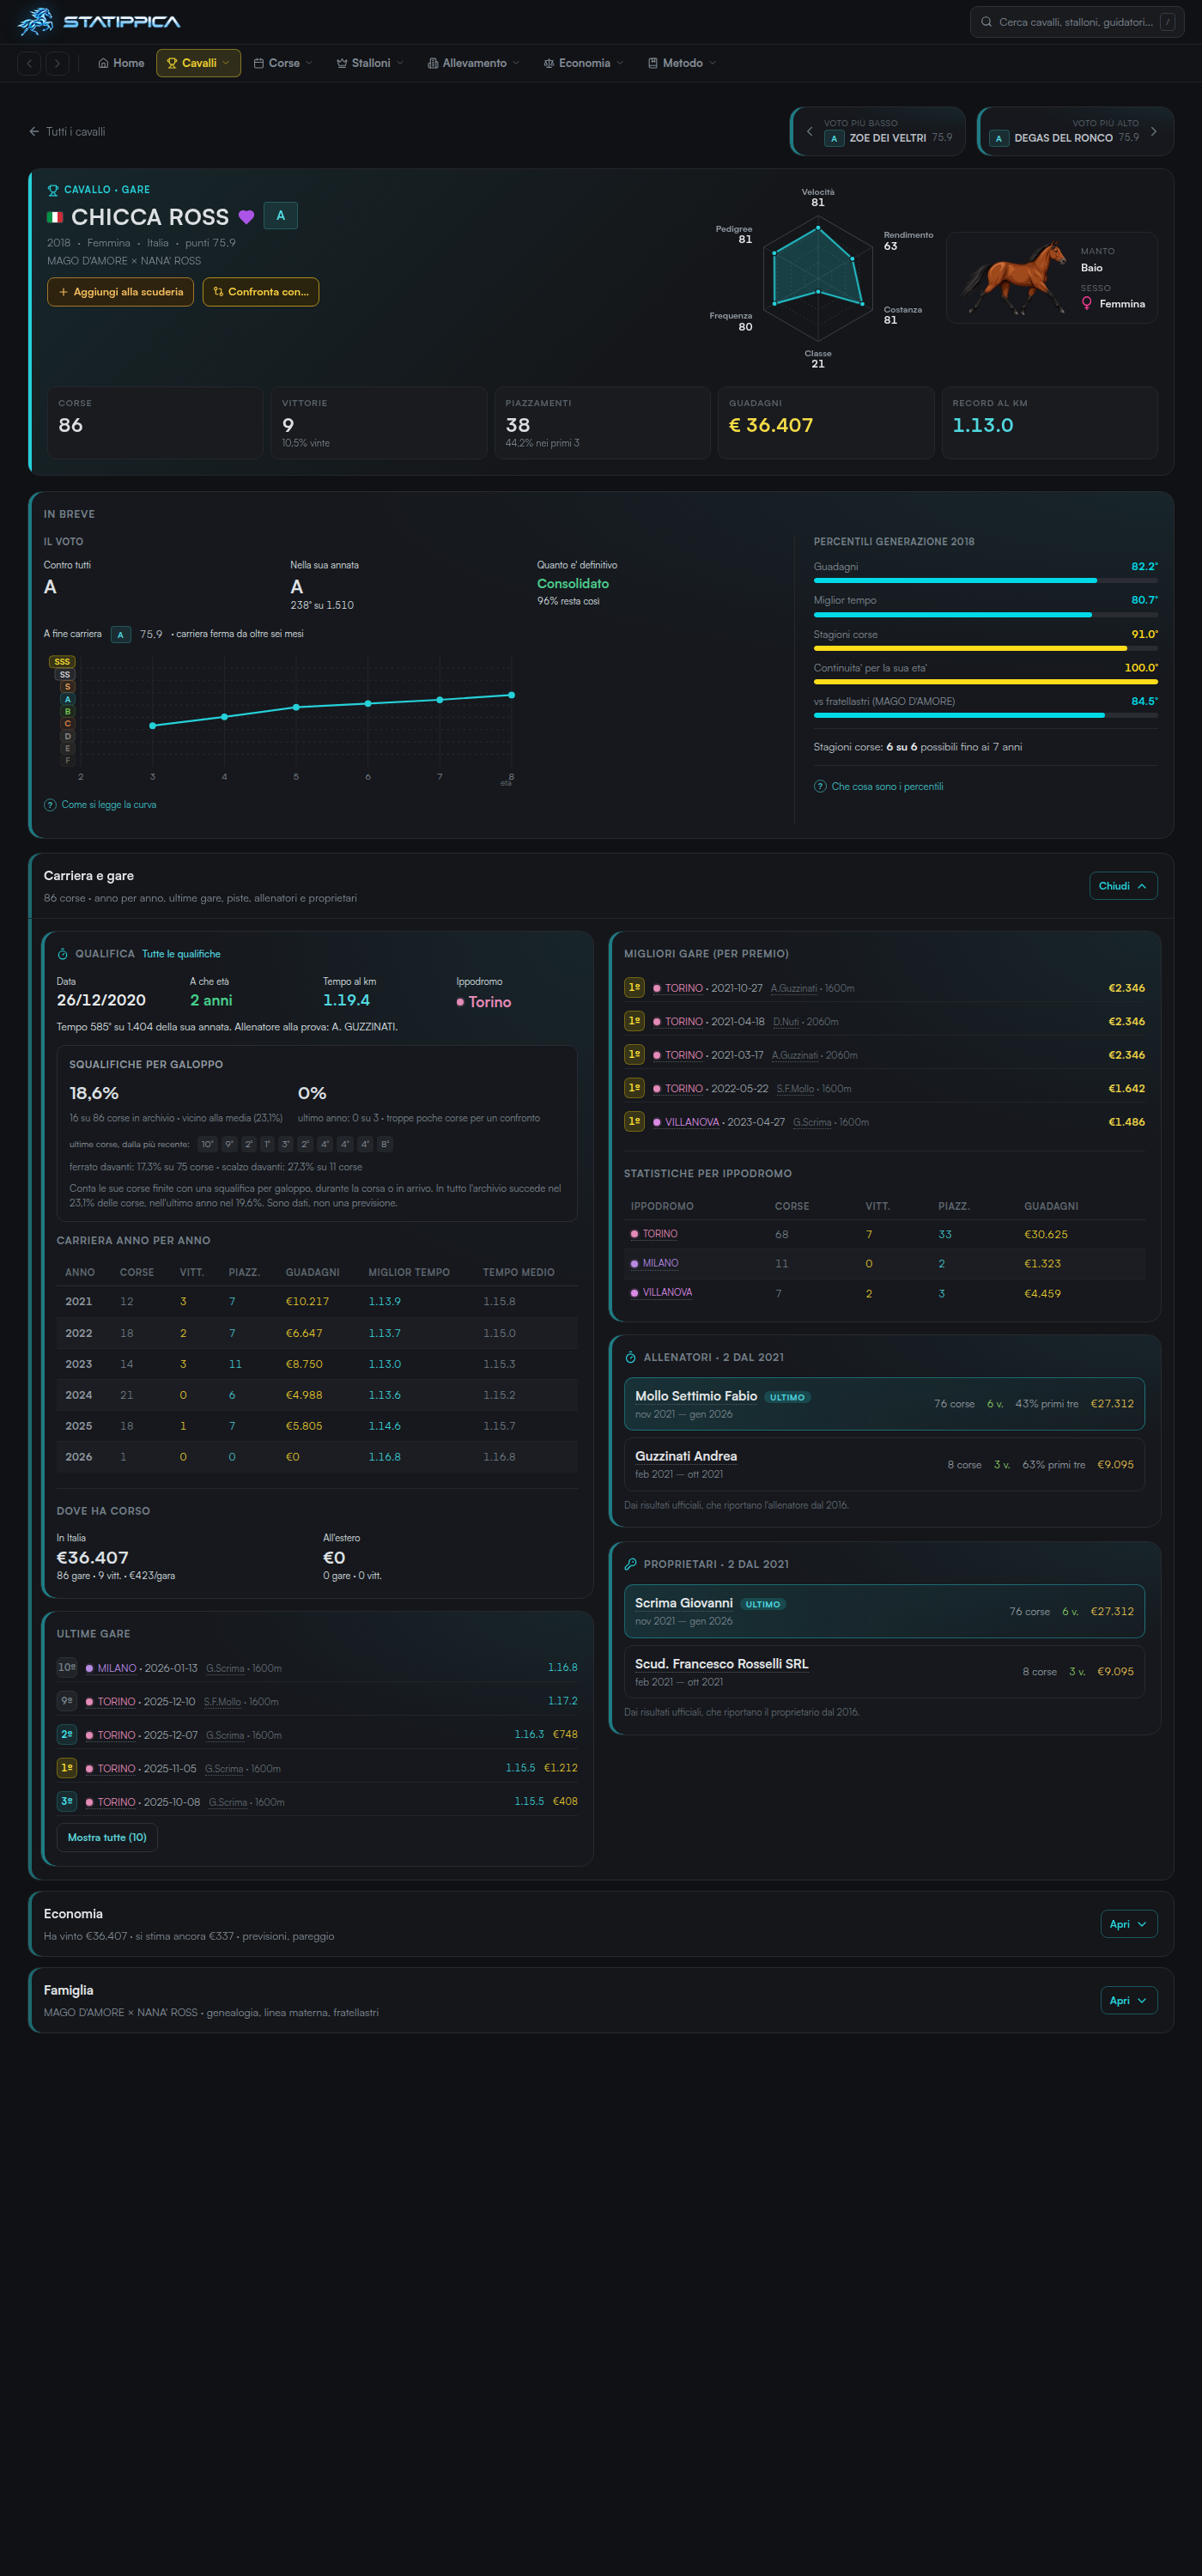 STATIPPICA
Cerca cavalli, stalloni, guidatori... /
Home Cavalli Corse Stalloni Allevamento Economia Metodo
Tutti i cavalli
VOTO PIÙ BASSO
A ZOE DEI VELTRI 75.9
VOTO PIÙ ALTO
A DEGAS DEL RONCO 75.9
CAVALLO · GARE
CHICCA ROSS A
2018 · Femmina · Italia · punti 75.9
MAGO D'AMORE × NANA' ROSS
Aggiungi alla scuderia
Confronta con...
Velocità
81
Rendimento
63
Costanza
81
Classe
21
Frequenza
80
Pedigree
81
MANTO
Baio
SESSO
Femmina
CORSE
86
VITTORIE
9
10,5% vinte
PIAZZAMENTI
38
44,2% nei primi 3
GUADAGNI
€ 36.407
RECORD AL KM
1.13.0
IN BREVE
IL VOTO
Contro tutti
A
Nella sua annata
A
238° su 1.510
Quanto e' definitivo
Consolidato
96% resta così
A fine carriera A 75.9 · carriera ferma da oltre sei mesi
SSS
SS
S
A
B
C
D
E
F
2 3 4 5 6 7 8
età
? Come si legge la curva
PERCENTILI GENERAZIONE 2018
Guadagni 82.2°
Miglior tempo 80.7°
Stagioni corse 91.0°
Continuita' per la sua eta' 100.0°
vs fratellastri (MAGO D'AMORE) 84.5°
Stagioni corse: 6 su 6 possibili fino ai 7 anni
? Che cosa sono i percentili
Carriera e gare
86 corse · anno per anno, ultime gare, piste, allenatori e proprietari
Chiudi
QUALIFICA Tutte le qualifiche
Data
26/12/2020
A che età
2 anni
Tempo al km
1.19.4
Ippodromo
Torino
Tempo 585° su 1.404 della sua annata. Allenatore alla prova: A. GUZZINATI.
SQUALIFICHE PER GALOPPO
18,6%
16 su 86 corse in archivio · vicino alla media (23,1%)
0%
ultimo anno: 0 su 3 · troppe poche corse per un confronto
ultime corse, dalla più recente: 10° 9° 2° 1° 3° 2° 4° 4° 4° 8°
ferrato davanti: 17,3% su 75 corse · scalzo davanti: 27,3% su 11 corse
Conta le sue corse finite con una squalifica per galoppo, durante la corsa o in arrivo. In tutto l'archivio succede nel
23,1% delle corse, nell'ultimo anno nel 19,6%. Sono dati, non una previsione.
CARRIERA ANNO PER ANNO
ANNO CORSE VITT. PIAZZ. GUADAGNI MIGLIOR TEMPO TEMPO MEDIO
2021 12 3 7 €10.217 1.13.9 1.15.8
2022 18 2 7 €6.647 1.13.7 1.15.0
2023 14 3 11 €8.750 1.13.0 1.15.3
2024 21 0 6 €4.988 1.13.6 1.15.2
2025 18 1 7 €5.805 1.14.6 1.15.7
2026 1 0 0 €0 1.16.8 1.16.8
DOVE HA CORSO
In Italia
€36.407
86 gare · 9 vitt. · €423/gara
All'estero
€0
0 gare · 0 vitt.
ULTIME GARE
10º MILANO · 2026-01-13 G.Scrima · 1600m 1.16.8
9º TORINO · 2025-12-10 S.F.Mollo · 1600m 1.17.2
2º TORINO · 2025-12-07 G.Scrima · 1600m 1.16.3 €748
1º TORINO · 2025-11-05 G.Scrima · 1600m 1.15.5 €1.212
3º TORINO · 2025-10-08 G.Scrima · 1600m 1.15.5 €408
Mostra tutte (10)
MIGLIORI GARE (PER PREMIO)
1º TORINO · 2021-10-27 A.Guzzinati · 1600m €2.346
1º TORINO · 2021-04-18 D.Nuti · 2060m €2.346
1º TORINO · 2021-03-17 A.Guzzinati · 2060m €2.346
1º TORINO · 2022-05-22 S.F.Mollo · 1600m €1.642
1º VILLANOVA · 2023-04-27 G.Scrima · 1600m €1.486
STATISTICHE PER IPPODROMO
IPPODROMO CORSE VITT. PIAZZ. GUADAGNI
TORINO 68 7 33 €30.625
MILANO 11 0 2 €1.323
VILLANOVA 7 2 3 €4.459
ALLENATORI · 2 DAL 2021
Mollo Settimio Fabio ULTIMO
nov 2021 — gen 2026
76 corse 6 v. 43% primi tre €27.312
Guzzinati Andrea
feb 2021 — ott 2021
8 corse 3 v. 63% primi tre €9.095
Dai risultati ufficiali, che riportano l'allenatore dal 2016.
PROPRIETARI · 2 DAL 2021
Scrima Giovanni ULTIMO
nov 2021 — gen 2026
76 corse 6 v. €27.312
Scud. Francesco Rosselli SRL
feb 2021 — ott 2021
8 corse 3 v. €9.095
Dai risultati ufficiali, che riportano il proprietario dal 2016.
Economia
Ha vinto €36.407 · si stima ancora €337 · previsioni, pareggio
Apri
Famiglia
MAGO D'AMORE × NANA' ROSS · genealogia, linea materna, fratellastri
Apri